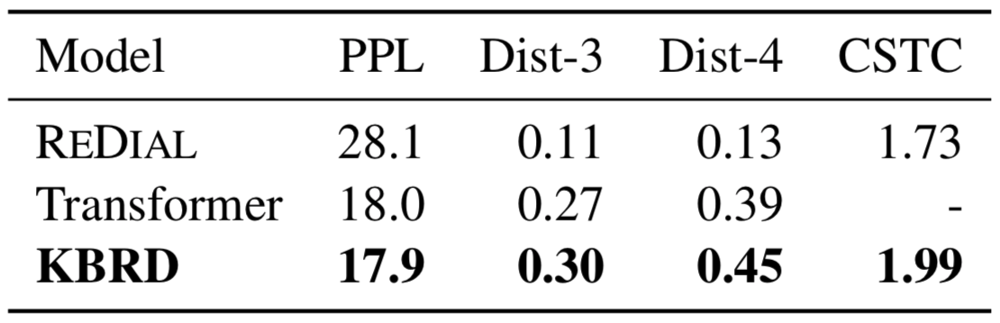 Model PPL Dist-3 Dist-4 CSTC
REDIAL 28.1 0.11 0.13 1.73
Transformer 18.0 0.27 0.39 -
KBRD 17.9 0.30 0.45 1.99